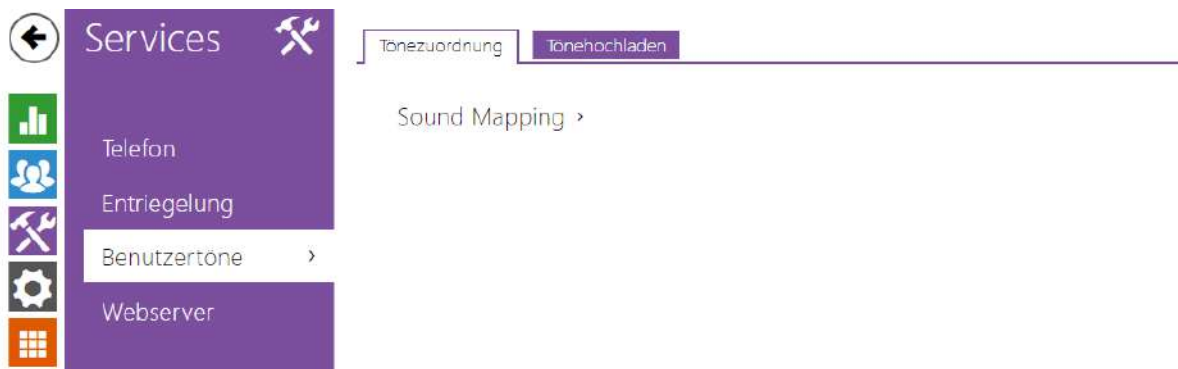 Services
Telefon
Entriegelung
Benutzertöne ›
Webserver
Tönezuordnung
Tönehochladen
Sound Mapping ›